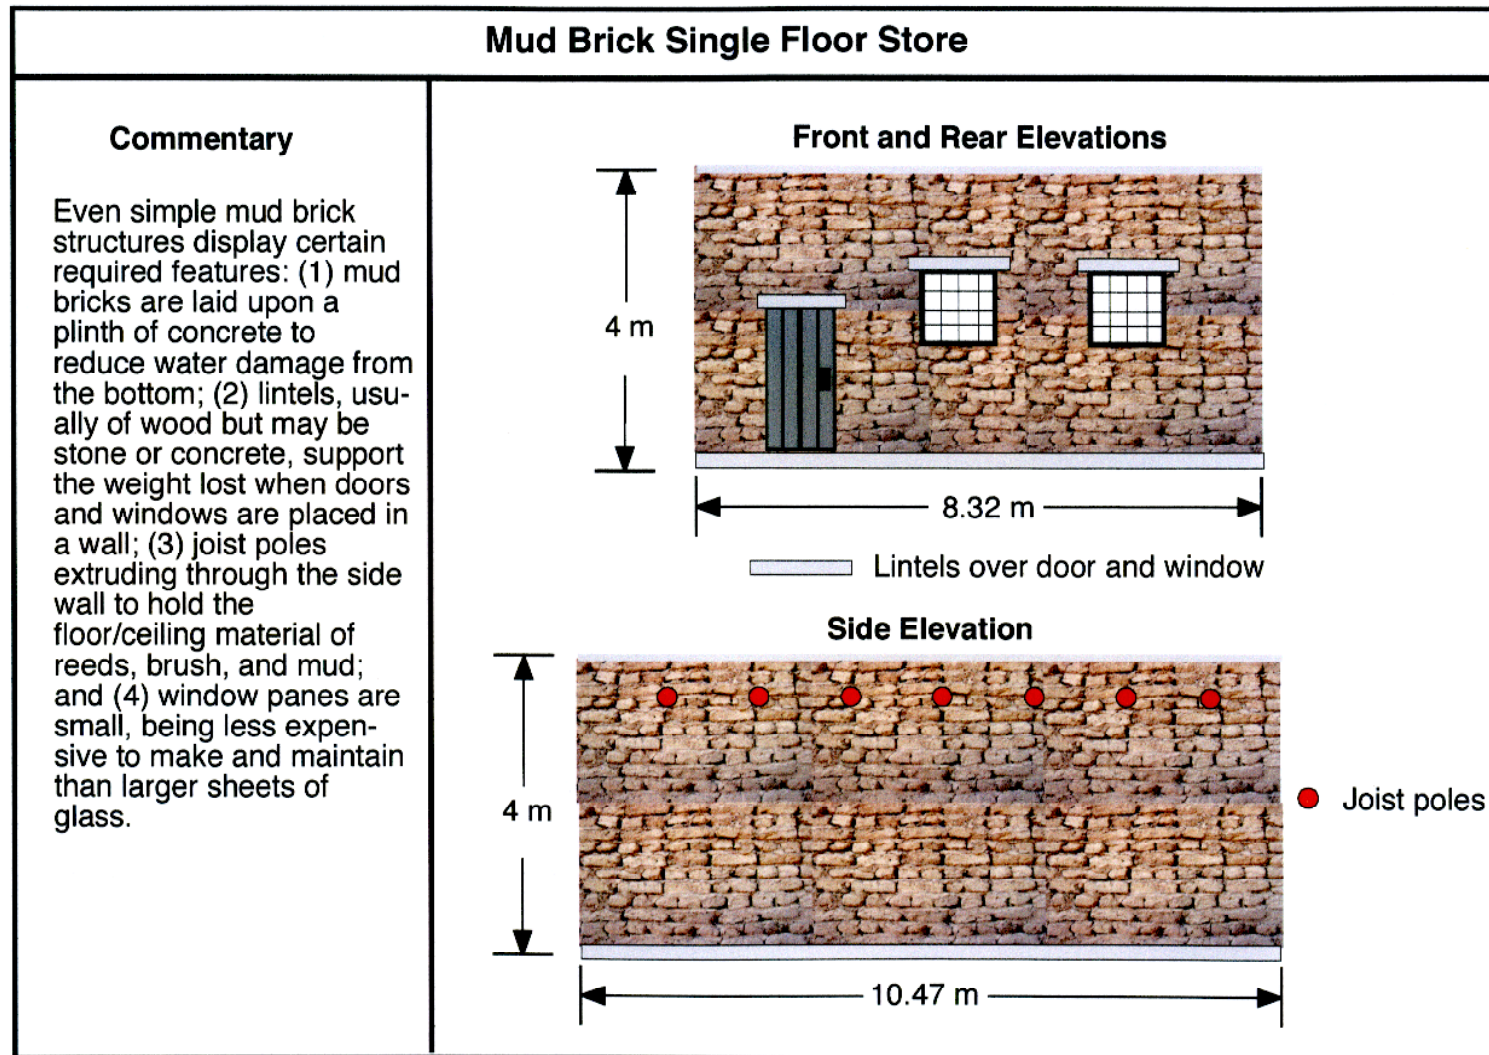 Mud Brick Single Floor Store
Commentary
Even simple mud brick
structures display certain
required features: (1) mud
bricks are laid upon a
plinth of concrete to
reduce water damage from
the bottom; (2) lintels, usu-
ally of wood but may be
stone or concrete, support
the weight lost when doors
and windows are placed in
a wall; (3) joist poles
extruding through the side
wall to hold the
floor/ceiling material of
reeds, brush, and mud;
and (4) window panes are
small, being less expen-
sive to make and maintain
than larger sheets of
glass.
Front and Rear Elevations
4 m
8.32 m
Lintels over door and window
Side Elevation
4 m
Joist poles
10.47 m